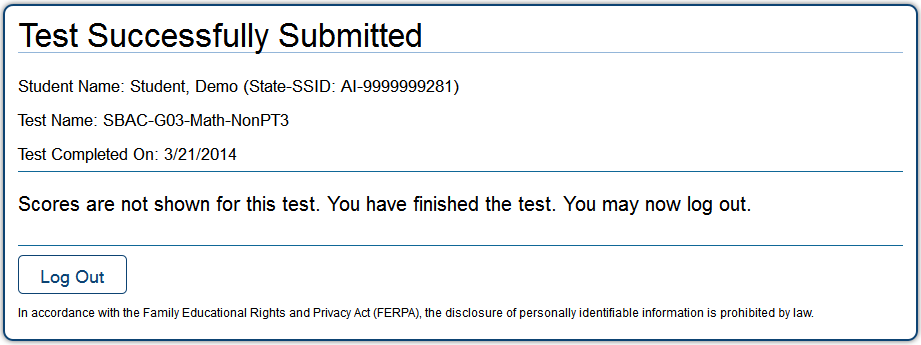 Test Successfully Submitted
Student Name: Student, Demo (State-SSID: AI-9999999281)
Test Name: SBAC-G03-Math-NonPT3
Test Completed On: 3/21/2014
Scores are not shown for this test. You have finished the test. You may now log out.
Log Out
In accordance with the Family Educational Rights and Privacy Act (FERPA), the disclosure of personally identifiable information is prohibited by law.